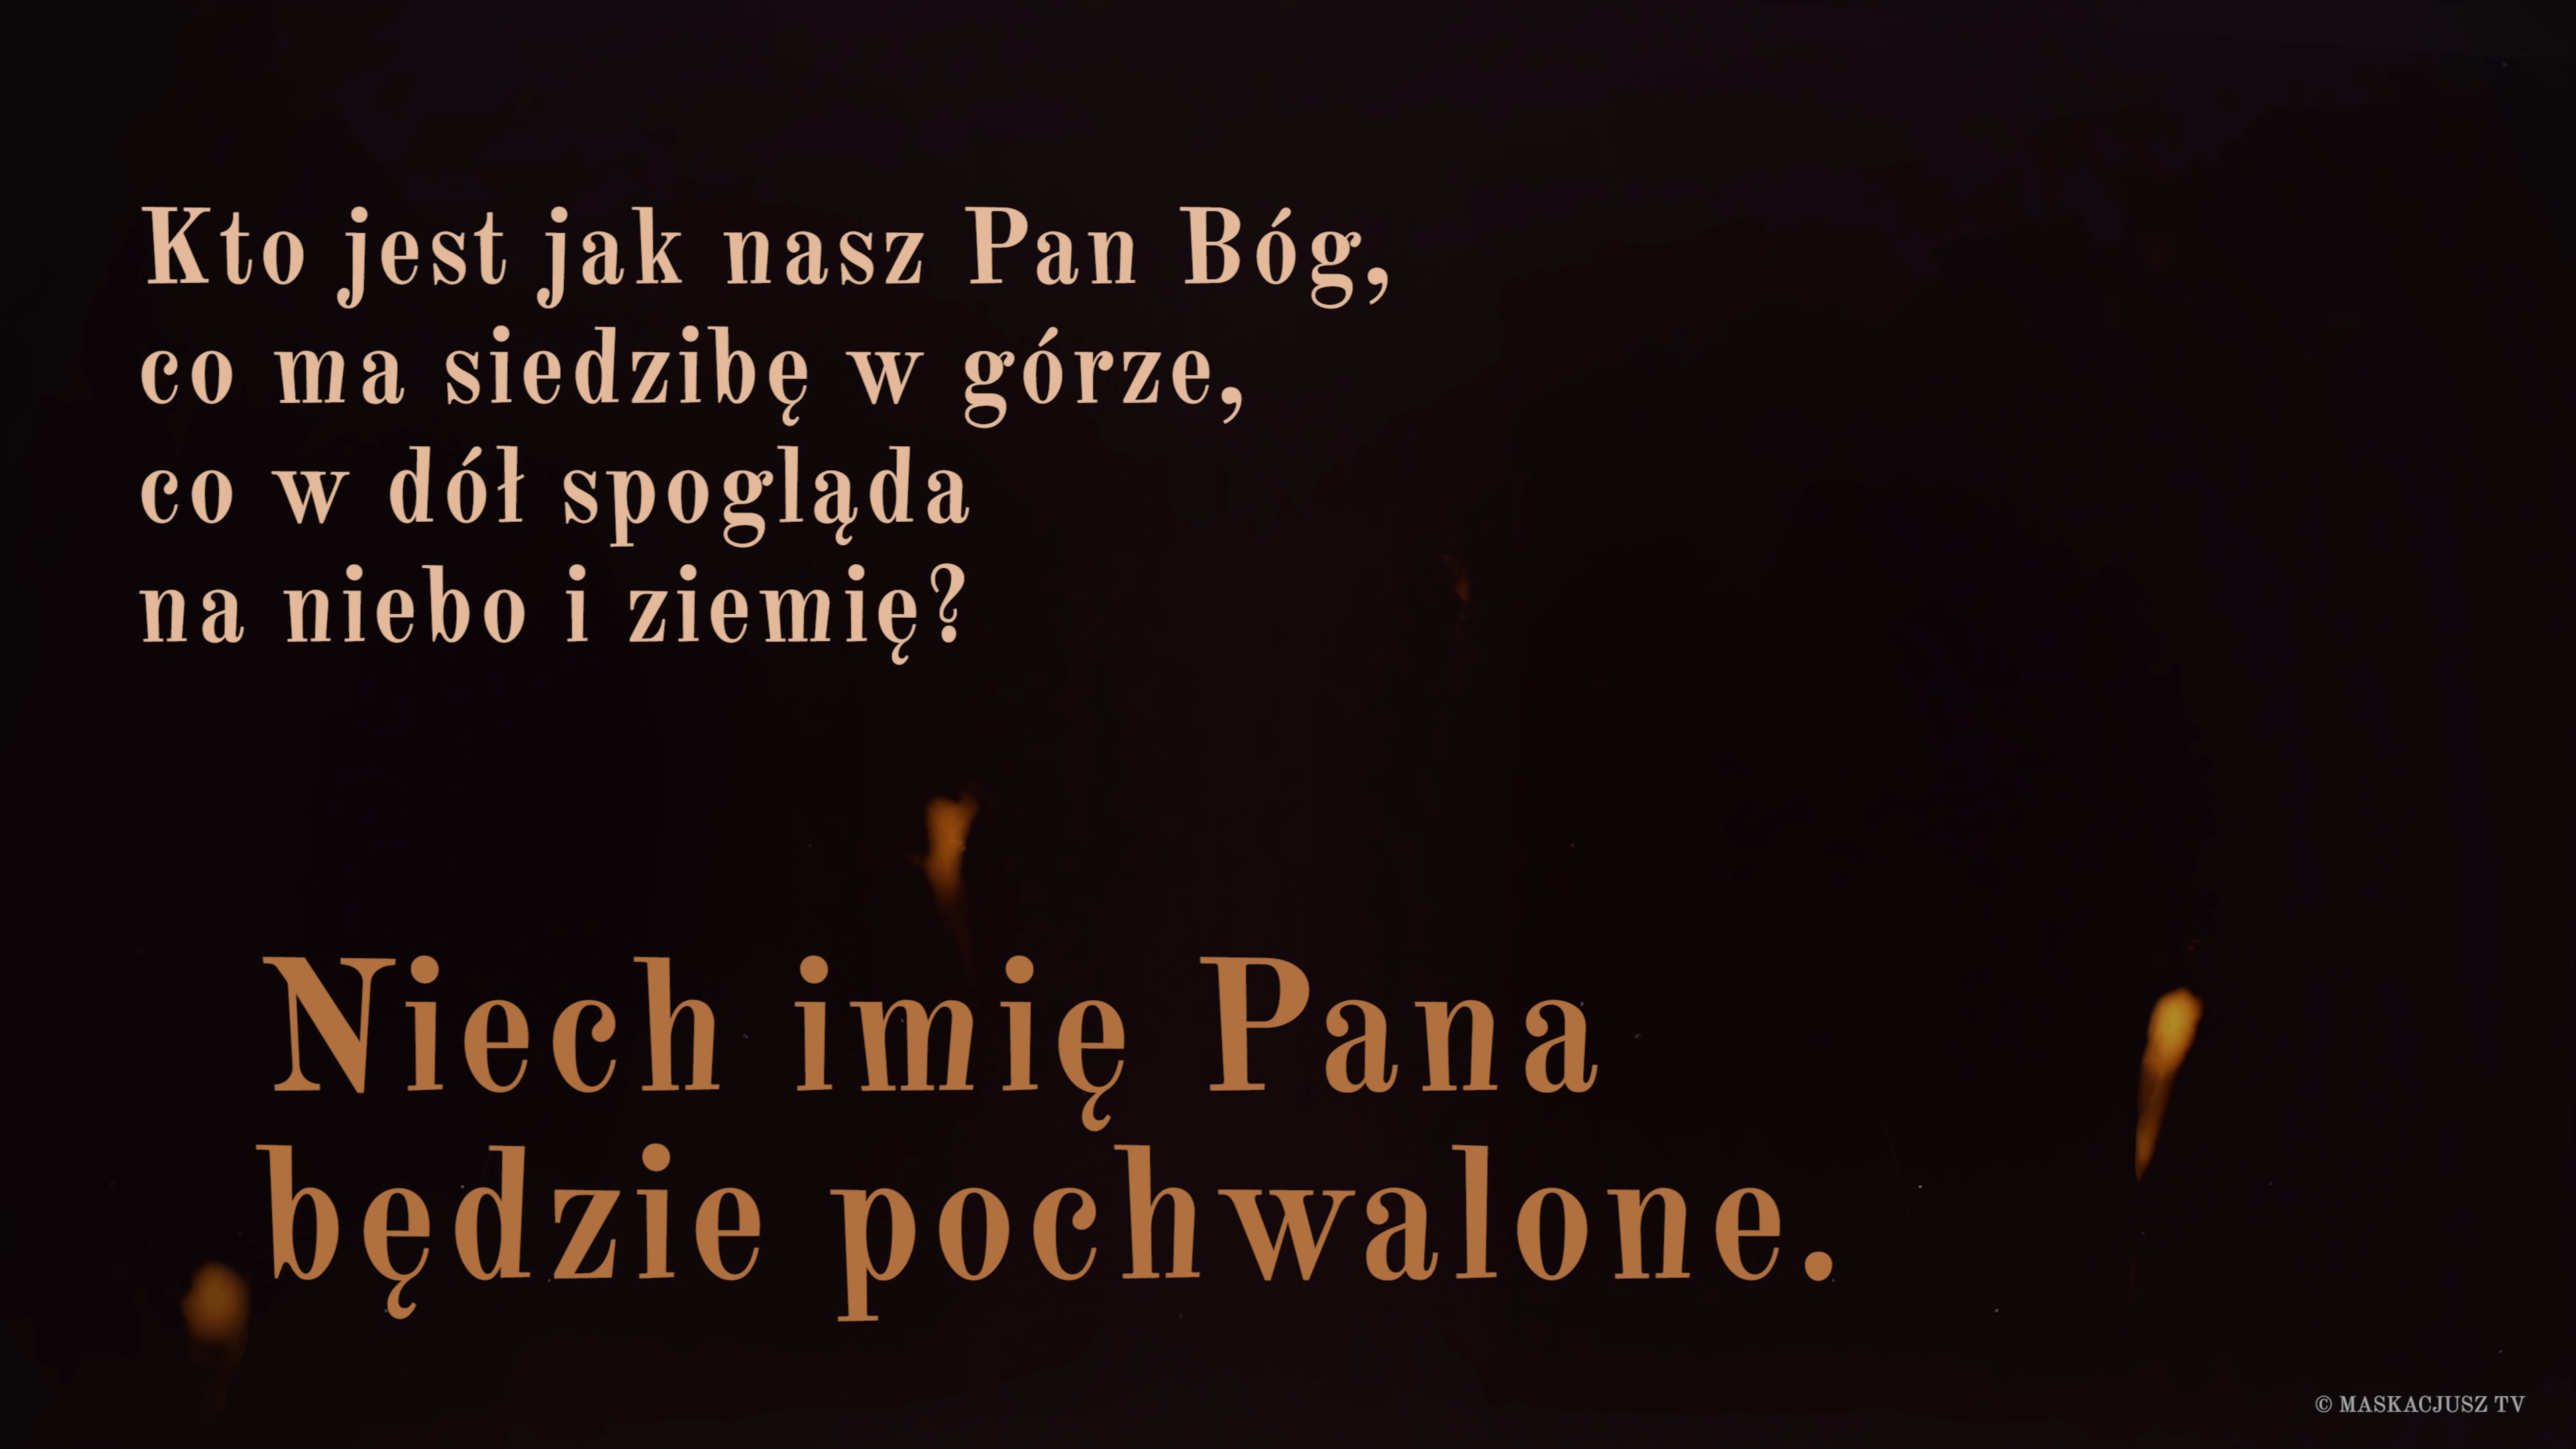 Kto jest jak nasz Pan Bóg,
co ma siedzibę w górze,
co w dół spogląda
na niebo i ziemię?
Niech imię Pana
będzie pochwalone.
© MASKACJUSZ TV